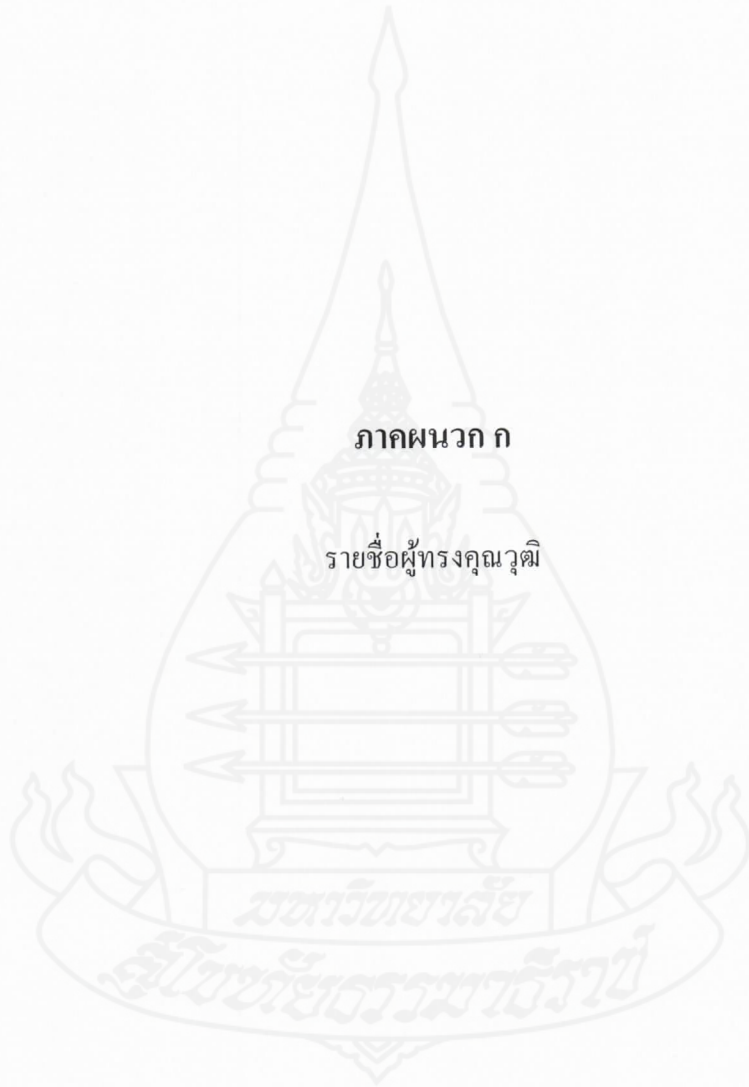 ภาคผนวก ก
รายชื่อผู้ทรงคุณวุฒิ
มหาวิทยาลัย
สุโขทัยธรรมาธิราช